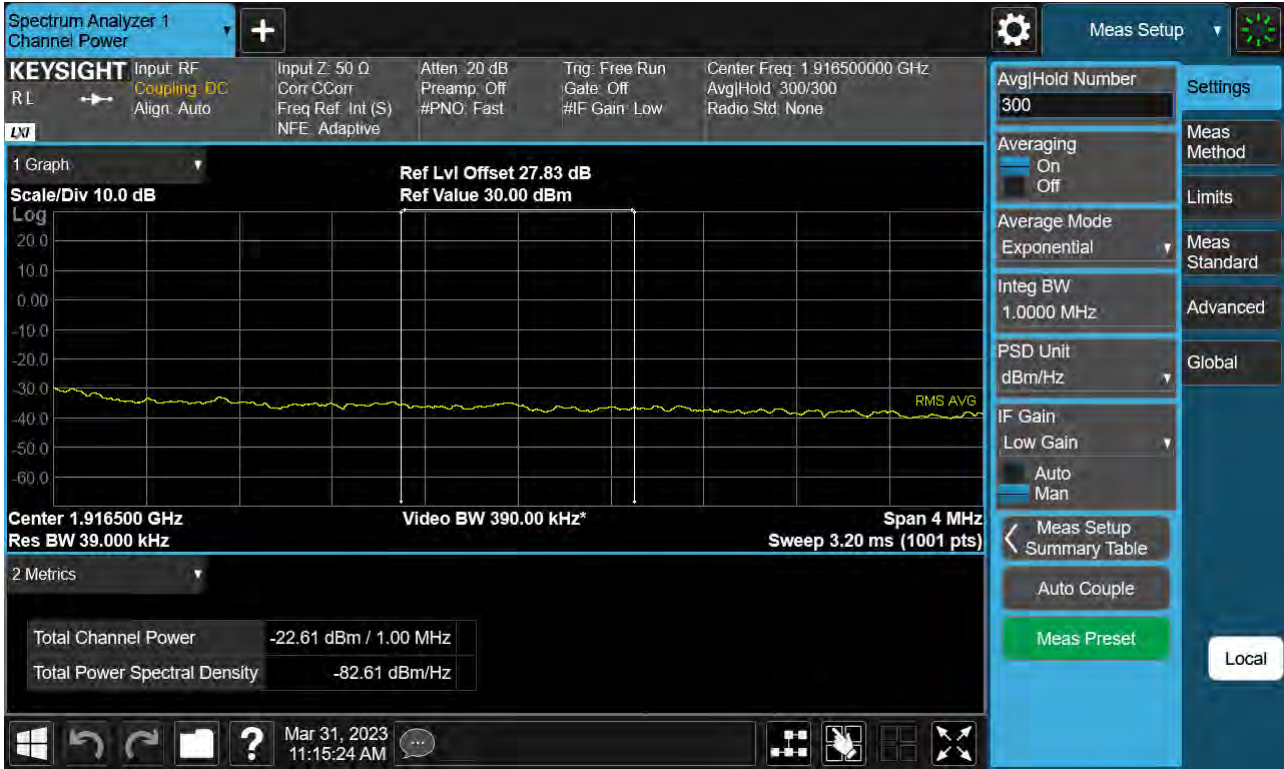 Spectrum Analyzer 1
Channel Power
+
Meas Setup
KEYSIGHT
RL
LXI
Input: RF
Coupling: DC
Align: Auto
Input Z: 50 Ω
Corr CCorr
Freq Ref: Int (S)
NFE: Adaptive
Atten: 20 dB
Preamp: Off
#PNO: Fast
Trig: Free Run
Gate: Off
#IF Gain: Low
Center Freq: 1.916500000 GHz
Avg|Hold: 300/300
Radio Std: None
1 Graph
Scale/Div 10.0 dB
Ref Lvl Offset 27.83 dB
Ref Value 30.00 dBm
Log
20.0
10.0
0.00
-10.0
-20.0
-30.0
-40.0
-50.0
-60.0
RMS AVG
Center 1.916500 GHz
Res BW 39.000 kHz
Video BW 390.00 kHz*
Span 4 MHz
Sweep 3.20 ms (1001 pts)
2 Metrics
Total Channel Power -22.61 dBm / 1.00 MHz
Total Power Spectral Density -82.61 dBm/Hz
Mar 31, 2023
11:15:24 AM
?
Avg|Hold Number
300
Averaging
On
Off
Average Mode
Exponential
Integ BW
1.0000 MHz
PSD Unit
dBm/Hz
IF Gain
Low Gain
Auto
Man
Meas Setup
Summary Table
Auto Couple
Meas Preset
Settings
Meas
Method
Limits
Meas
Standard
Advanced
Global
Local